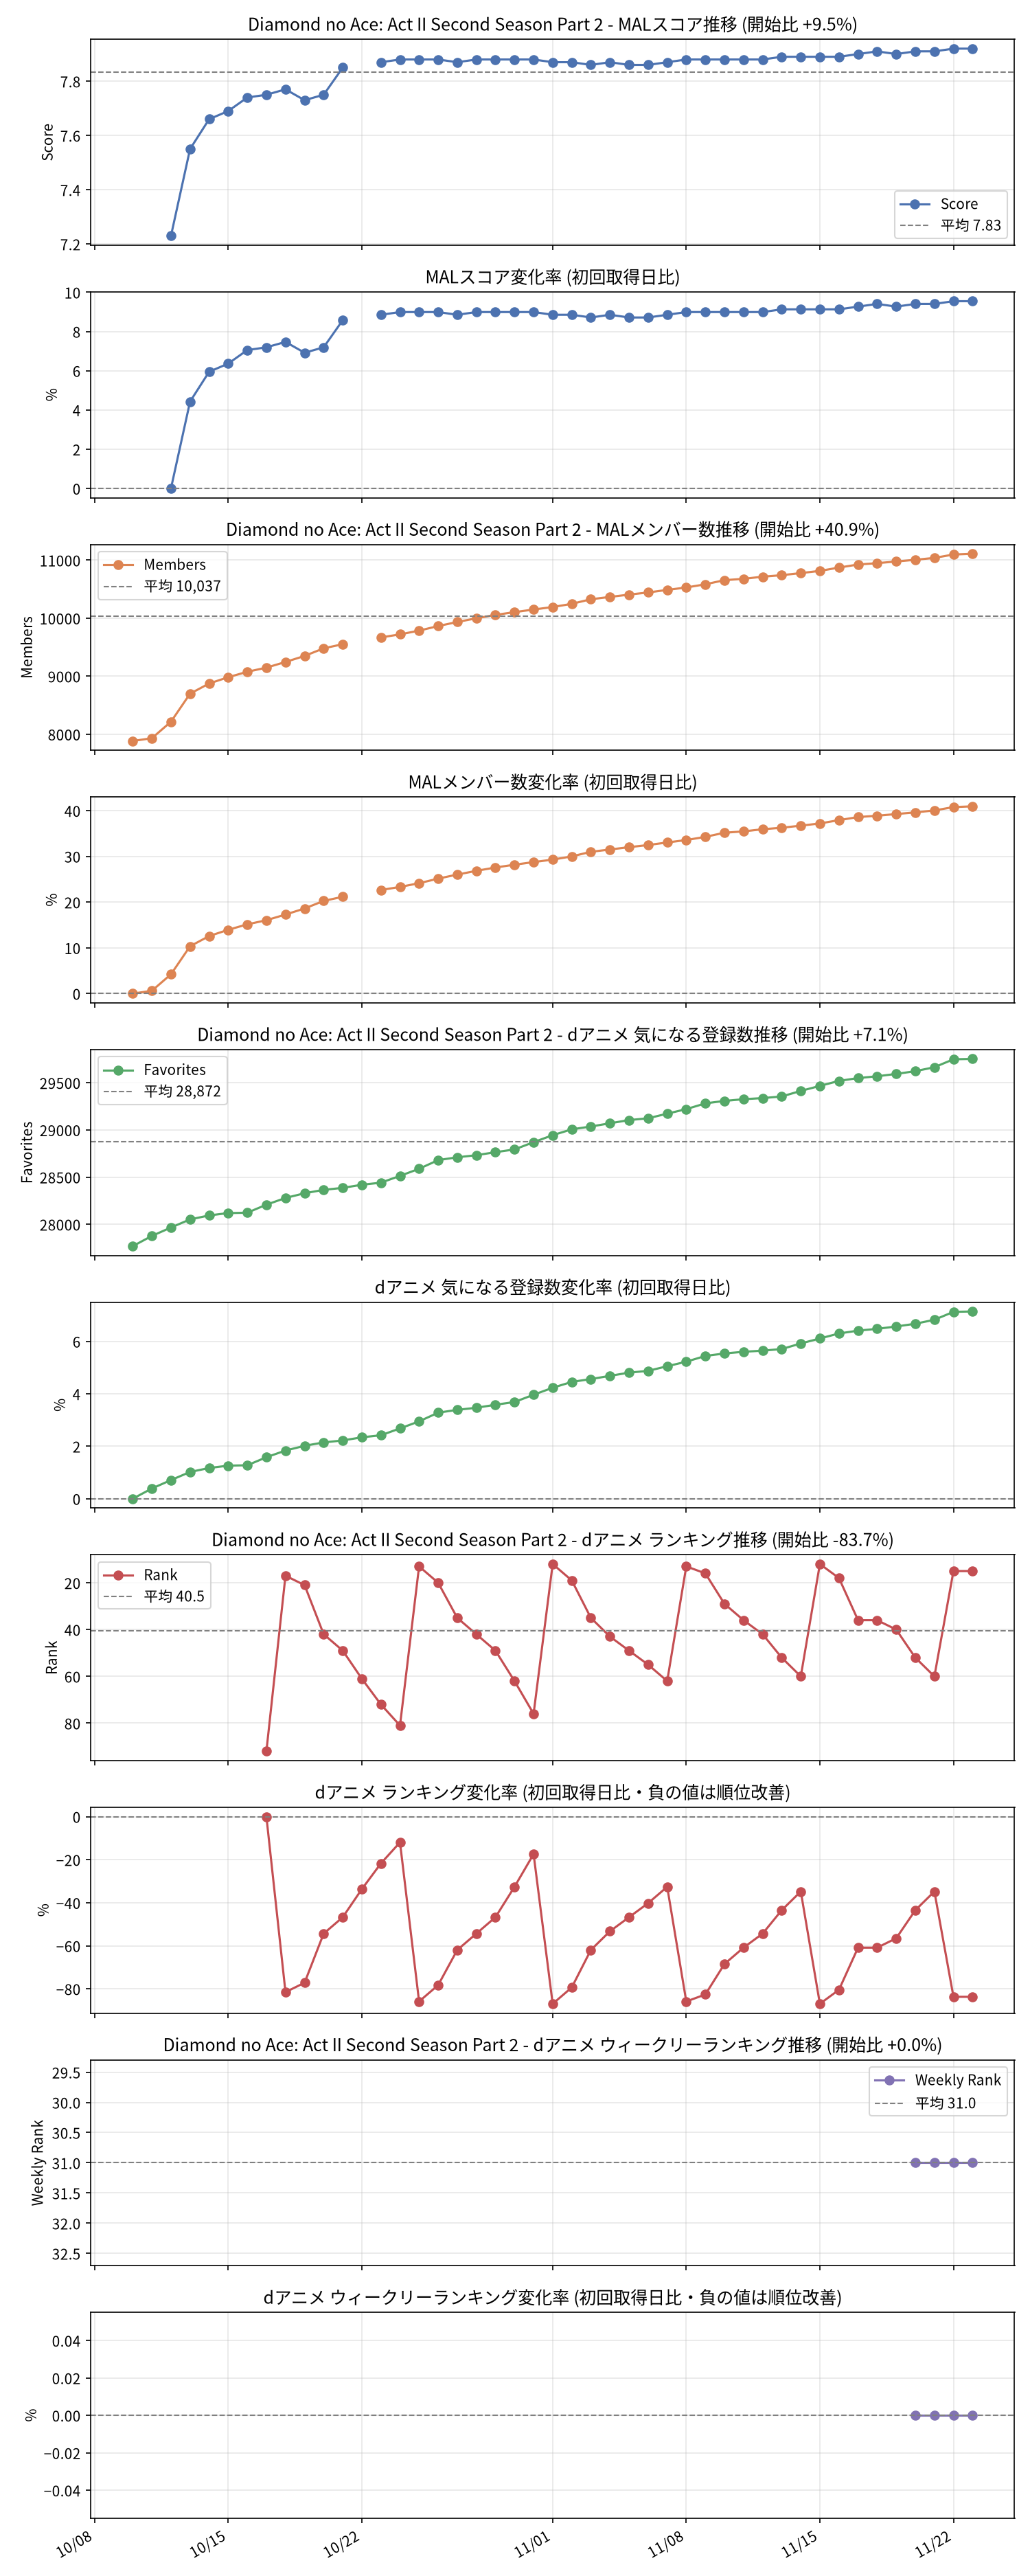 Diamond no Ace: Act II Second Season Part 2 - MALスコア推移 (開始比 +9.5%)
Score
7.8
7.6
7.4
7.2
Score
平均 7.83
MALスコア変化率 (初回取得日比)
%
10
8
6
4
2
0
Diamond no Ace: Act II Second Season Part 2 - MALメンバー数推移 (開始比 +40.9%)
Members
11000
10000
9000
8000
Members
平均 10,037
MALメンバー数変化率 (初回取得日比)
%
40
30
20
10
0
Diamond no Ace: Act II Second Season Part 2 - dアニメ 気になる登録数推移 (開始比 +7.1%)
Favorites
29500
29000
28500
28000
Favorites
平均 28,872
dアニメ 気になる登録数変化率 (初回取得日比)
%
6
4
2
0
Diamond no Ace: Act II Second Season Part 2 - dアニメ ランキング推移 (開始比 -83.7%)
Rank
20
40
60
80
Rank
平均 40.5
dアニメ ランキング変化率 (初回取得日比・負の値は順位改善)
%
0
−20
−40
−60
−80
Diamond no Ace: Act II Second Season Part 2 - dアニメ ウィークリーランキング推移 (開始比 +0.0%)
Weekly Rank
29.5
30.0
30.5
31.0
31.5
32.0
32.5
Weekly Rank
平均 31.0
dアニメ ウィークリーランキング変化率 (初回取得日比・負の値は順位改善)
%
0.04
0.02
0.00
−0.02
−0.04
10/08
10/15
10/22
11/01
11/08
11/15
11/22